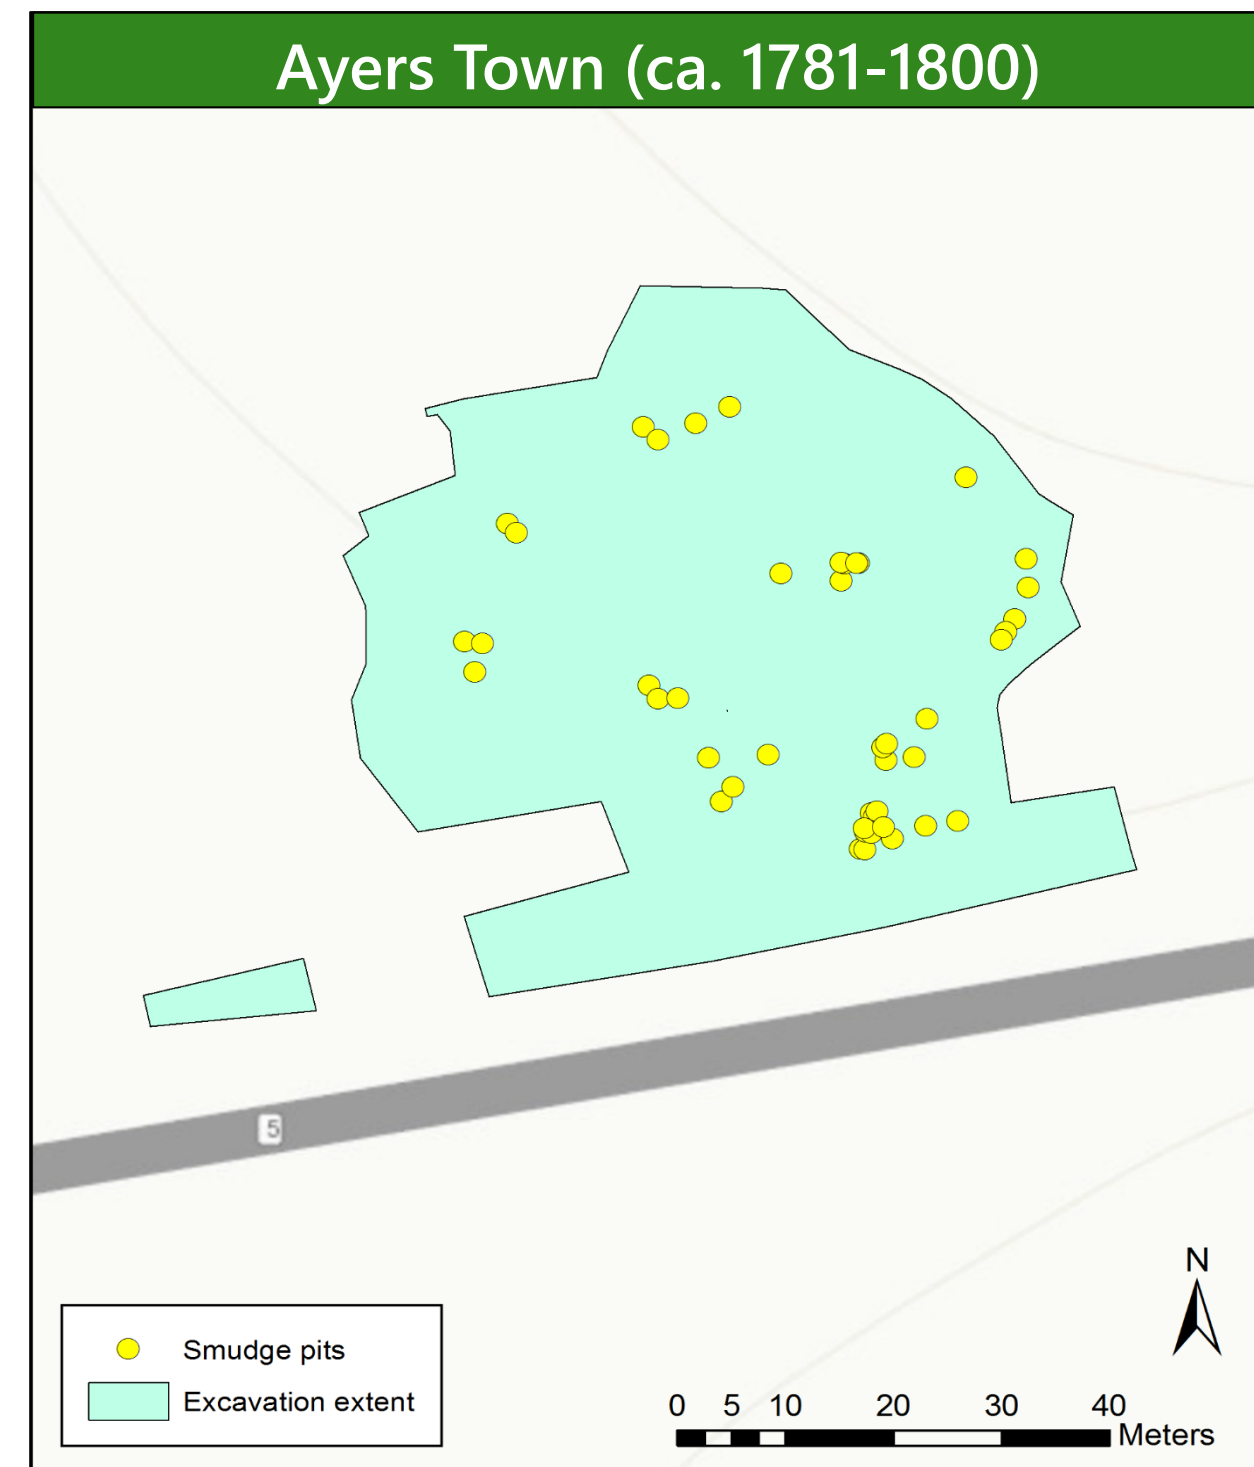 Ayers Town (ca. 1781-1800)
5
N
Smudge pits
Excavation extent
0 5 10 20 30 40
Meters